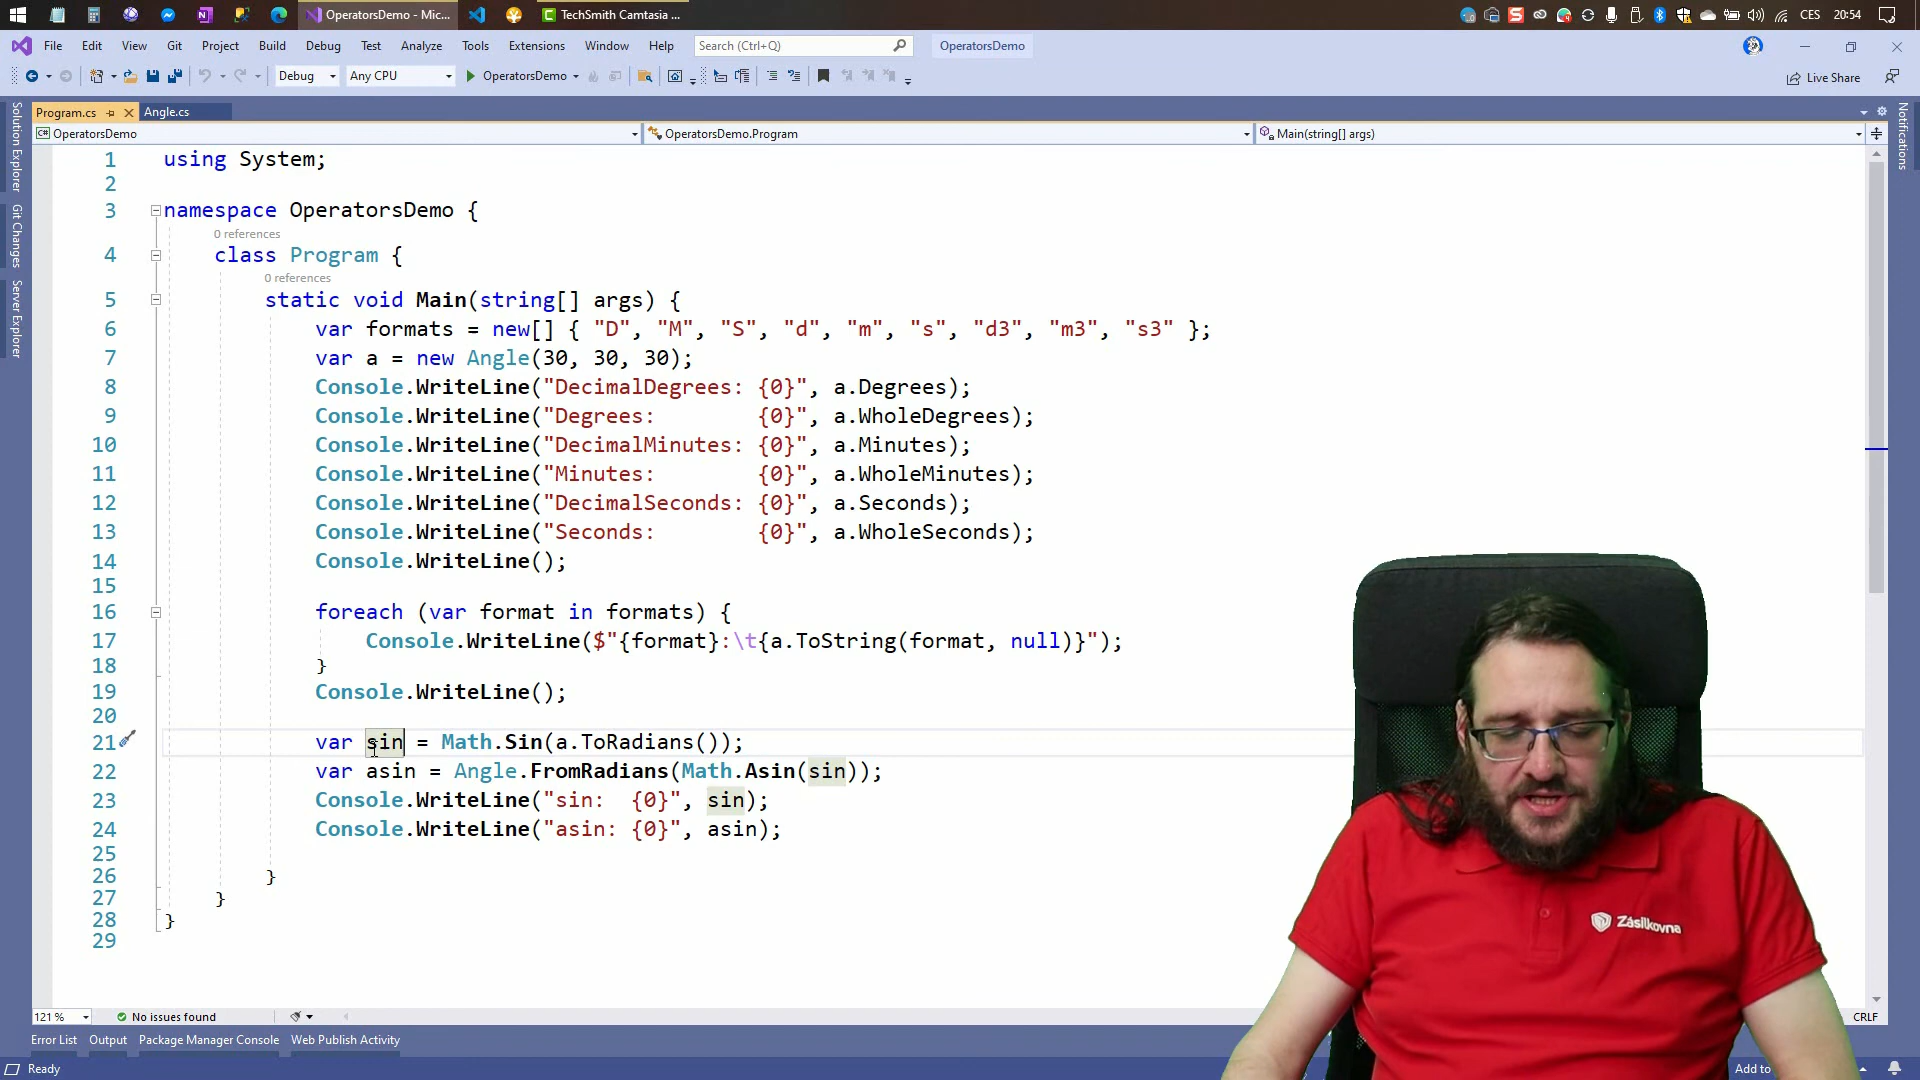 OperatorsDemo - Mic...
TechSmith Camtasia ...
CES
20:54
File Edit View Git Project Build Debug Test Analyze Tools Extensions Window Help
Search (Ctrl+Q)
OperatorsDemo
Debug
Any CPU
OperatorsDemo
Live Share
Program.cs
Angle.cs
OperatorsDemo
OperatorsDemo.Program
Main(string[] args)
Solution Explorer
Git Changes
Server Explorer
Notifications
1 using System;
2
3 namespace OperatorsDemo {
0 references
4 class Program {
0 references
5 static void Main(string[] args) {
6 var formats = new[] { "D", "M", "S", "d", "m", "s", "d3", "m3", "s3" };
7 var a = new Angle(30, 30, 30);
8 Console.WriteLine("DecimalDegrees: {0}", a.Degrees);
9 Console.WriteLine("Degrees:        {0}", a.WholeDegrees);
10 Console.WriteLine("DecimalMinutes: {0}", a.Minutes);
11 Console.WriteLine("Minutes:        {0}", a.WholeMinutes);
12 Console.WriteLine("DecimalSeconds: {0}", a.Seconds);
13 Console.WriteLine("Seconds:        {0}", a.WholeSeconds);
14 Console.WriteLine();
15
16 foreach (var format in formats) {
17 Console.WriteLine($"{format}:\t{a.ToString(format, null)}");
18 }
19 Console.WriteLine();
20
21 var sin = Math.Sin(a.ToRadians());
22 var asin = Angle.FromRadians(Math.Asin(sin));
23 Console.WriteLine("sin:  {0}", sin);
24 Console.WriteLine("asin: {0}", asin);
25
26 }
27 }
28 }
29
Zásilkovna
121 %
No issues found
CRLF
Error List Output Package Manager Console Web Publish Activity
Ready
Add to